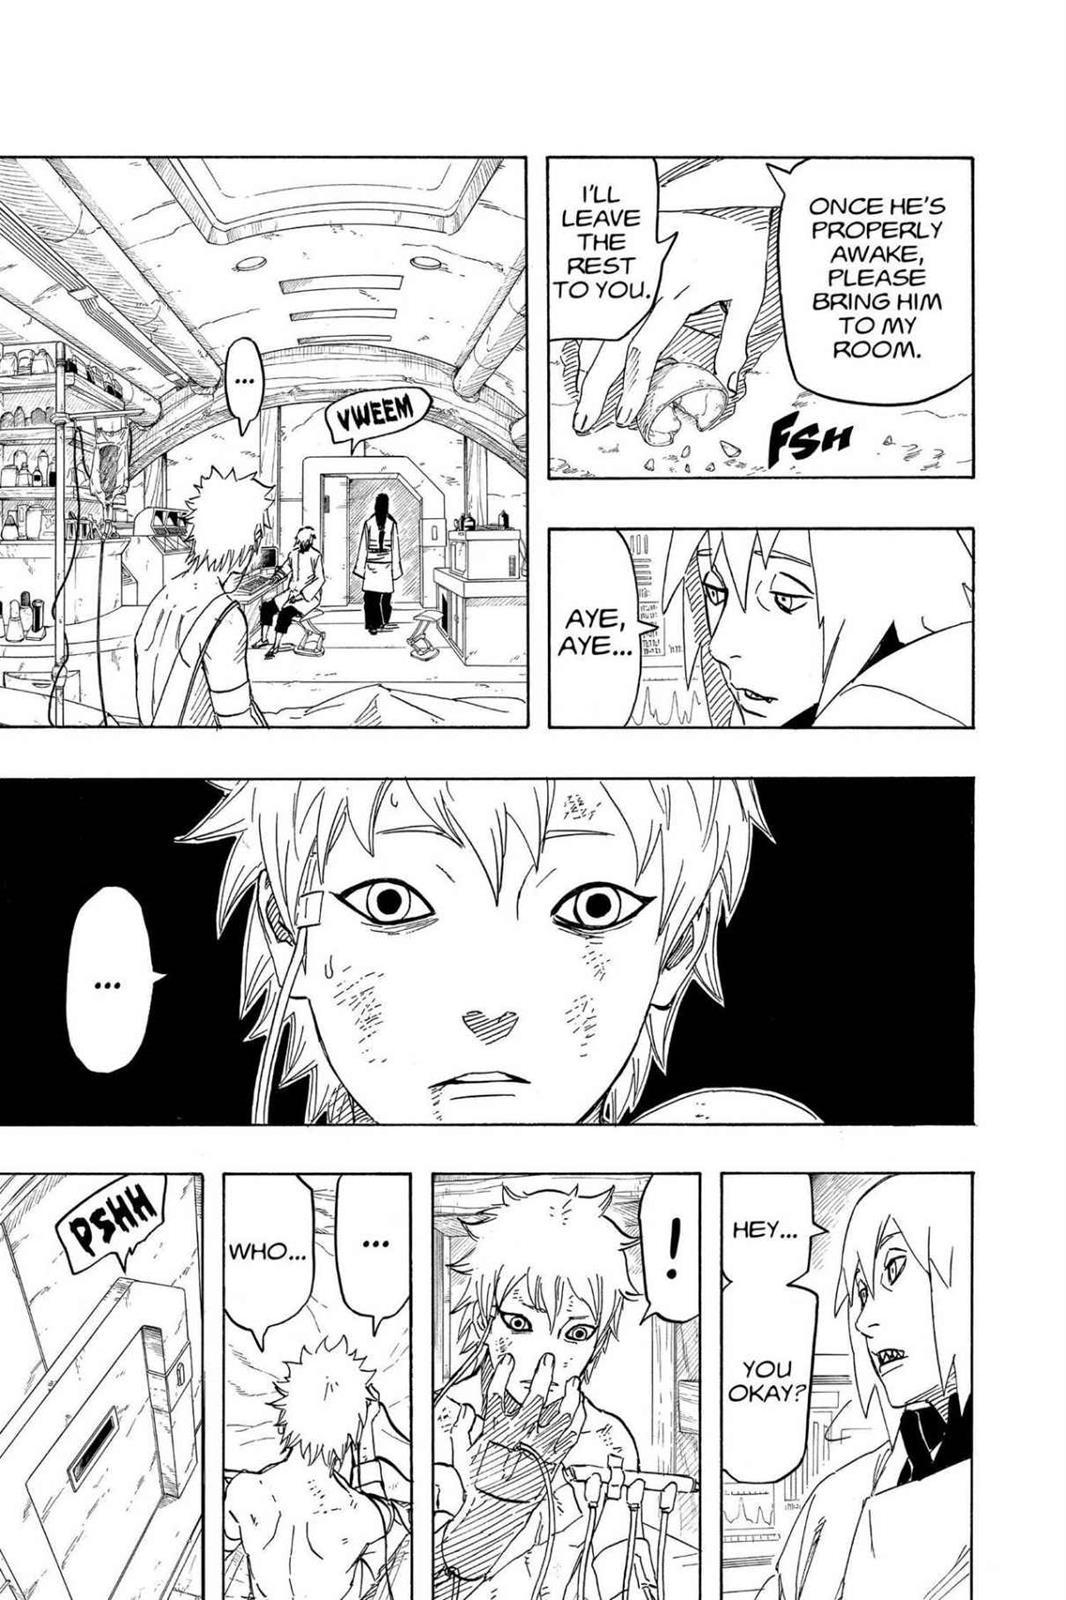 ONCE HE'S
PROPERLY
AWAKE,
PLEASE
BRING HIM
TO MY
ROOM.
I'LL
LEAVE
THE
REST
TO YOU.
FSH
AYE,
AYE...
...
VWEEM
...
HEY...
YOU
OKAY?
!
...
WHO...
PSHH